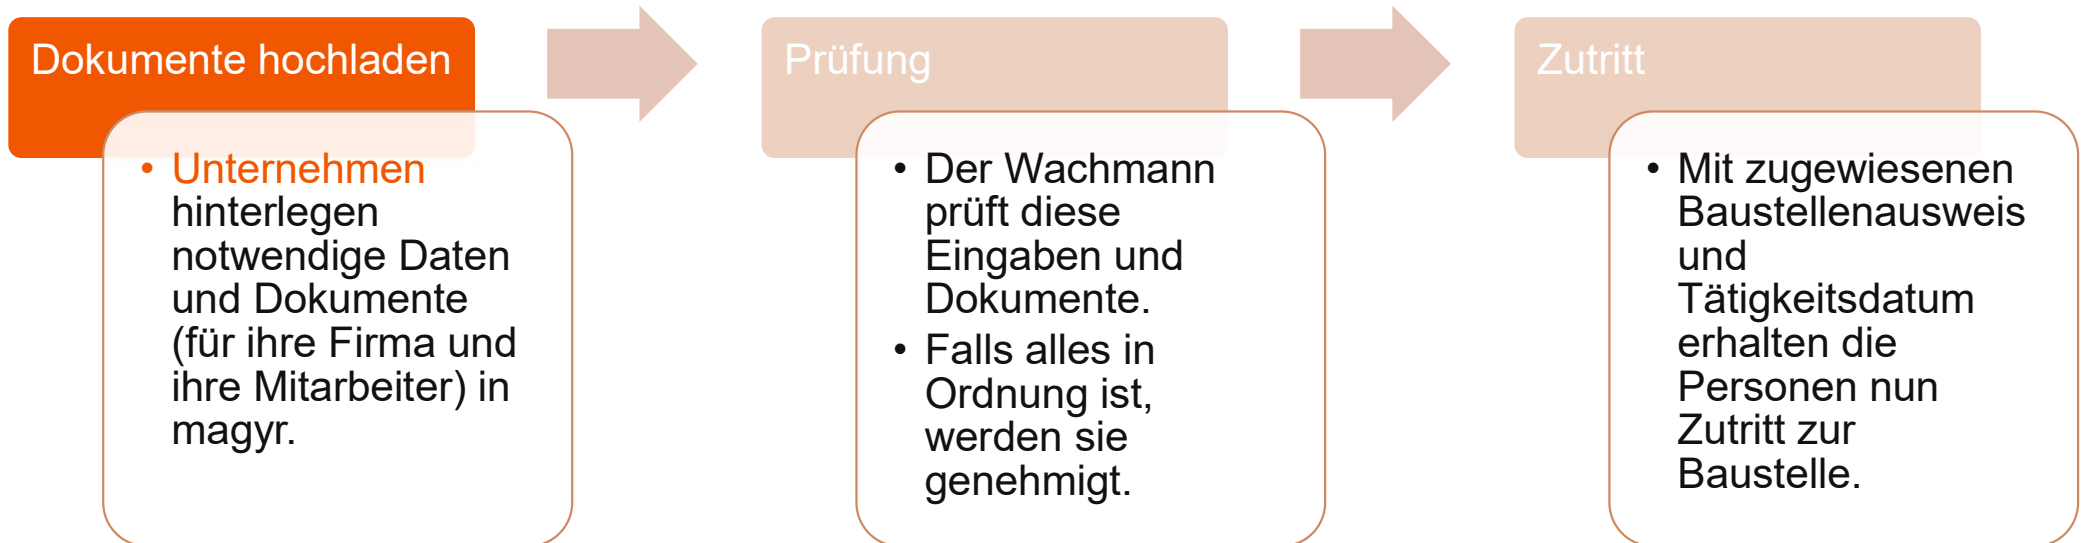 Dokumente hochladen
• Unternehmen
hinterlegen
notwendige Daten
und Dokumente
(für ihre Firma und
ihre Mitarbeiter) in
magyr.
Prüfung
• Der Wachmann
prüft diese
Eingaben und
Dokumente.
• Falls alles in
Ordnung ist,
werden sie
genehmigt.
Zutritt
• Mit zugewiesenen
Baustellenausweis
und
Tätigkeitsdatum
erhalten die
Personen nun
Zutritt zur
Baustelle.